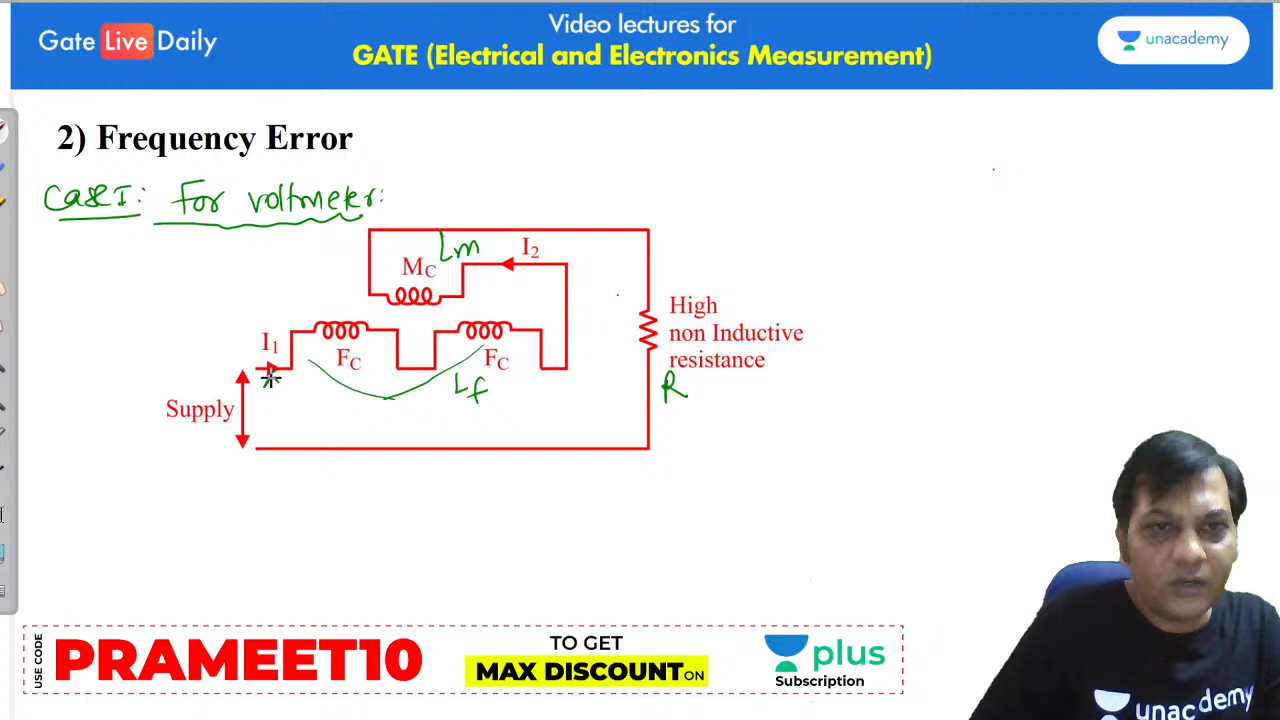 Gate Live Daily
Video lectures for
GATE (Electrical and Electronics Measurement)
unacademy
2) Frequency Error
Case I: For voltmeter:
Lm
I2
MC
I1
FC
FC
Lf
High
non Inductive
resistance
R
Supply
USE CODE
PRAMEET10
TO GET
MAX DISCOUNT ON
plus
Subscription
unacademy